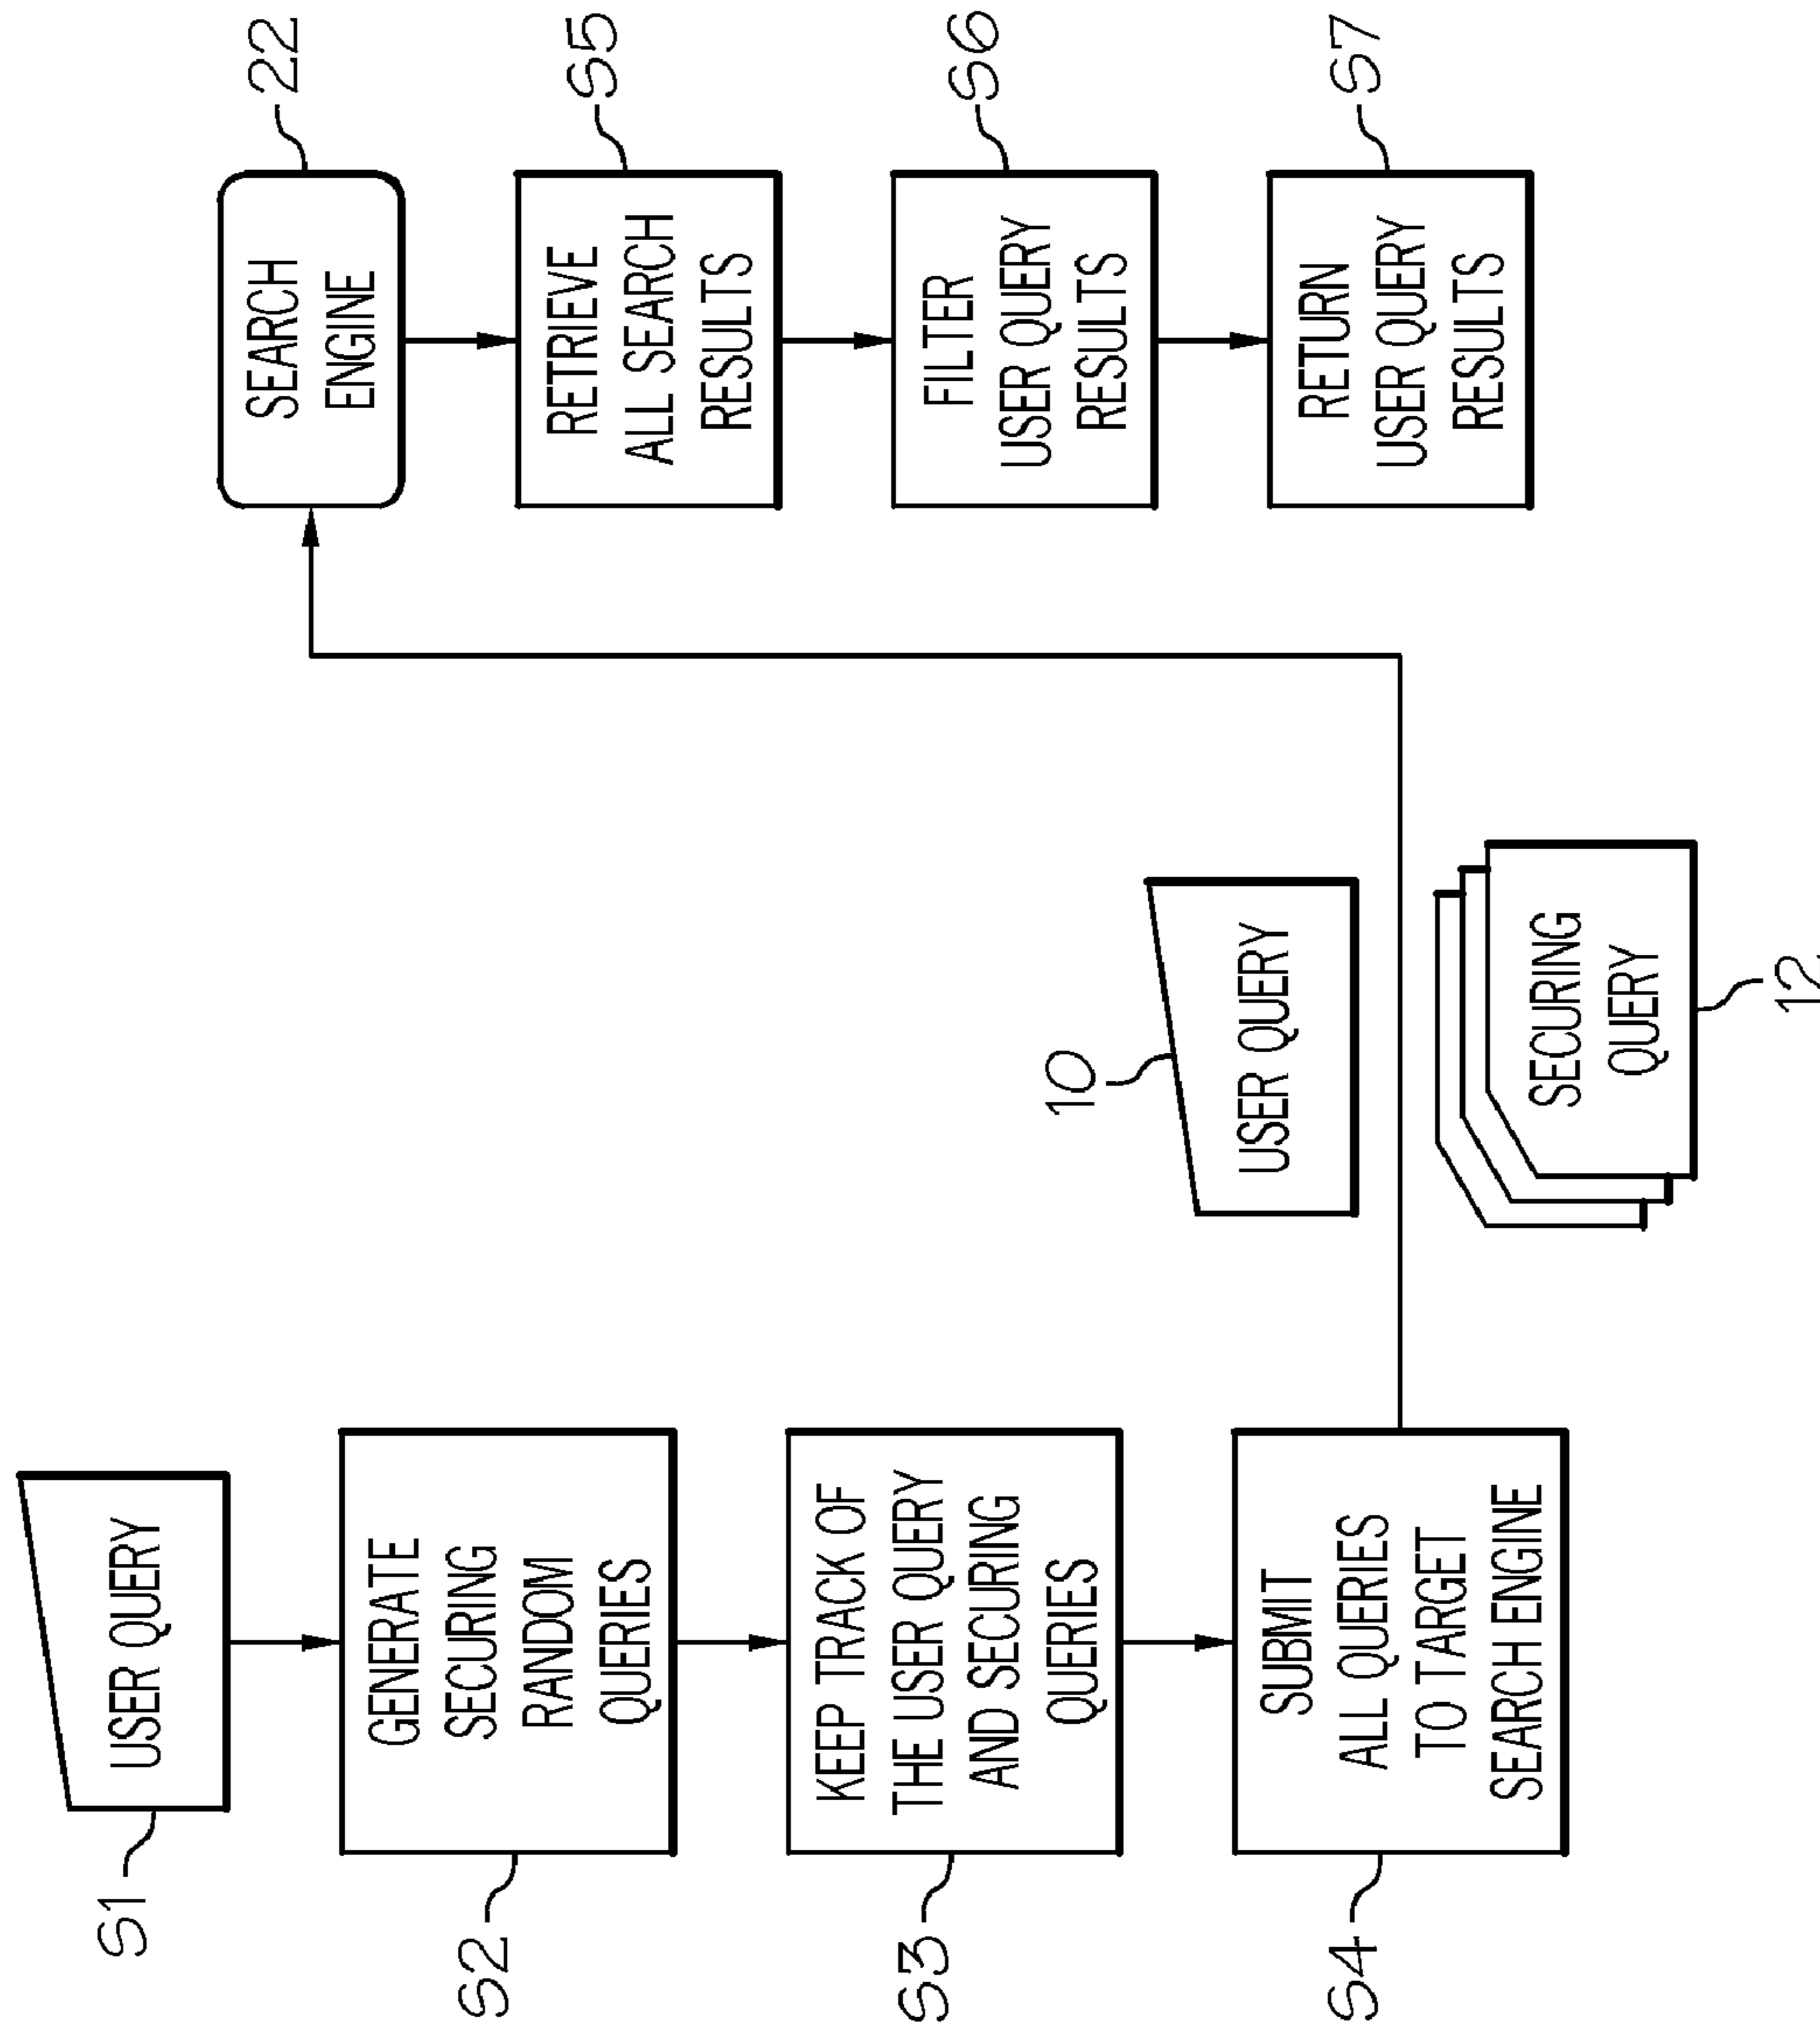 S1
USER QUERY
S2
GENERATE
SECURING
RANDOM
QUERIES
S3
KEEP TRACK OF
THE USER QUERY
AND SECURING
QUERIES
S4
SUBMIT
ALL QUERIES
TO TARGET
SEARCH ENGINE
10
USER QUERY
SECURING
QUERY
12
SEARCH
ENGINE
22
RETRIEVE
ALL SEARCH
RESULTS
S5
FILTER
USER QUERY
RESULTS
S6
RETURN
USER QUERY
RESULTS
S7